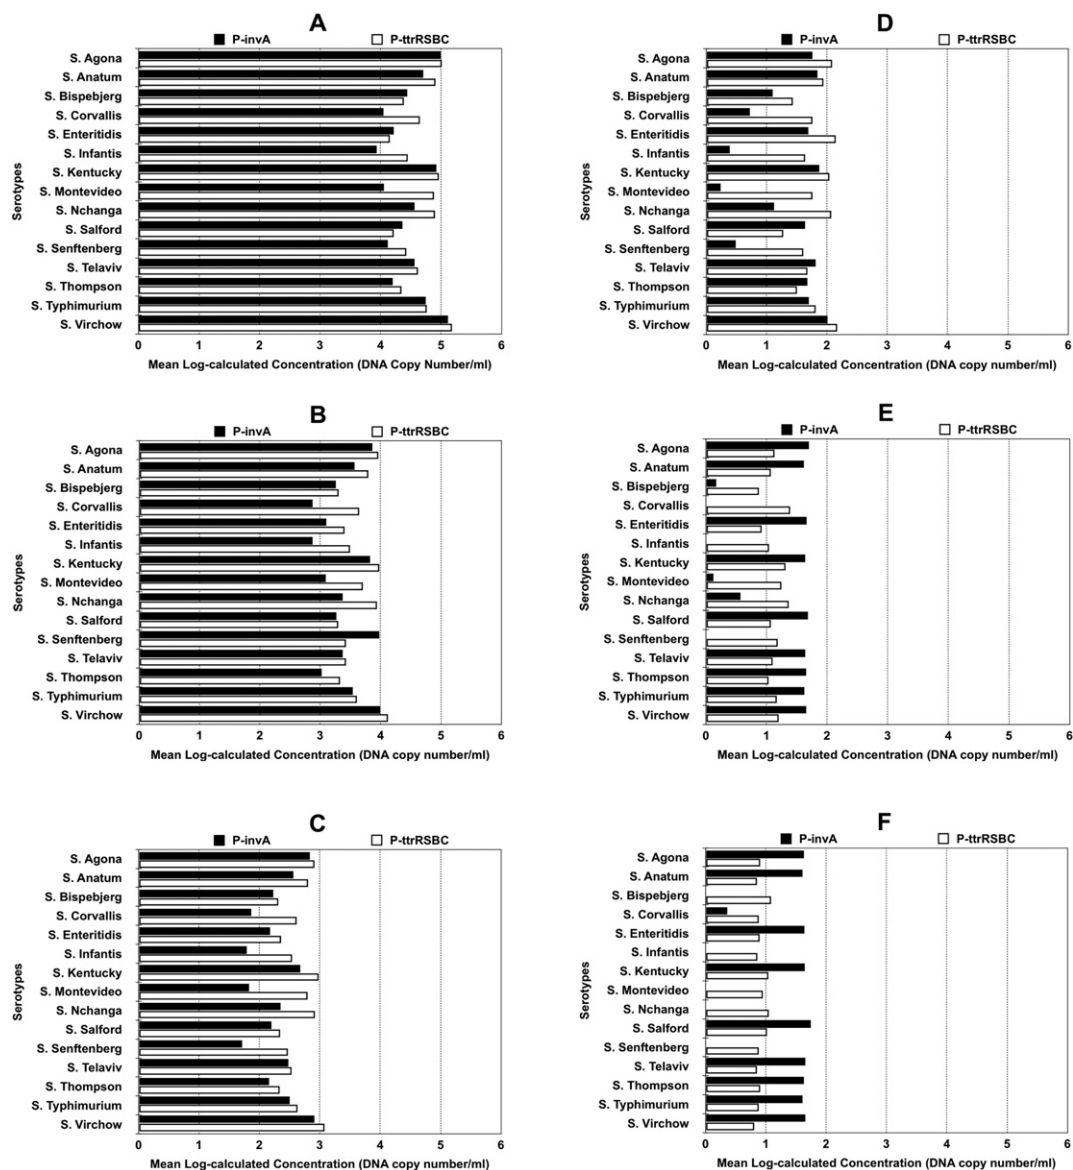 A
P-invA P-ttrRSBC
S. Agona
S. Anatum
S. Bispebjerg
S. Corvallis
S. Enteritidis
S. Infantis
S. Kentucky
S. Montevideo
S. Nchanga
S. Salford
S. Senftenberg
S. Telaviv
S. Thompson
S. Typhimurium
S. Virchow
Serotypes
0 1 2 3 4 5 6
Mean Log-calculated Concentration (DNA Copy Number/ml)
D
P-invA P-ttrRSBC
S. Agona
S. Anatum
S. Bispebjerg
S. Corvallis
S. Enteritidis
S. Infantis
S. Kentucky
S. Montevideo
S. Nchanga
S. Salford
S. Senftenberg
S. Telaviv
S. Thompson
S. Typhimurium
S. Virchow
Serotypes
0 1 2 3 4 5 6
Mean Log-calculated Concentration (DNA copy number/ml)
B
P-invA P-ttrRSBC
S. Agona
S. Anatum
S. Bispebjerg
S. Corvallis
S. Enteritidis
S. Infantis
S. Kentucky
S. Montevideo
S. Nchanga
S. Salford
S. Senftenberg
S. Telaviv
S. Thompson
S. Typhimurium
S. Virchow
Serotypes
0 1 2 3 4 5 6
Mean Log-calculated Concentration (DNA copy number/ml)
E
P-invA P-ttrRSBC
S. Agona
S. Anatum
S. Bispebjerg
S. Corvallis
S. Enteritidis
S. Infantis
S. Kentucky
S. Montevideo
S. Nchanga
S. Salford
S. Senftenberg
S. Telaviv
S. Thompson
S. Typhimurium
S. Virchow
Serotypes
0 1 2 3 4 5 6
Mean Log-calculated Concentration (DNA copy number/ml)
C
P-invA P-ttrRSBC
S. Agona
S. Anatum
S. Bispebjerg
S. Corvallis
S. Enteritidis
S. Infantis
S. Kentucky
S. Montevideo
S. Nchanga
S. Salford
S. Senftenberg
S. Telaviv
S. Thompson
S. Typhimurium
S. Virchow
Serotypes
0 1 2 3 4 5 6
Mean Log-calculated Concentration (DNA copy number/ml)
F
P-invA P-ttrRSBC
S. Agona
S. Anatum
S. Bispebjerg
S. Corvallis
S. Enteritidis
S. Infantis
S. Kentucky
S. Montevideo
S. Nchanga
S. Salford
S. Senftenberg
S. Telaviv
S. Thompson
S. Typhimurium
S. Virchow
Serotypes
0 1 2 3 4 5 6
Mean Log-calculated Concentration (DNA copy number/ml)